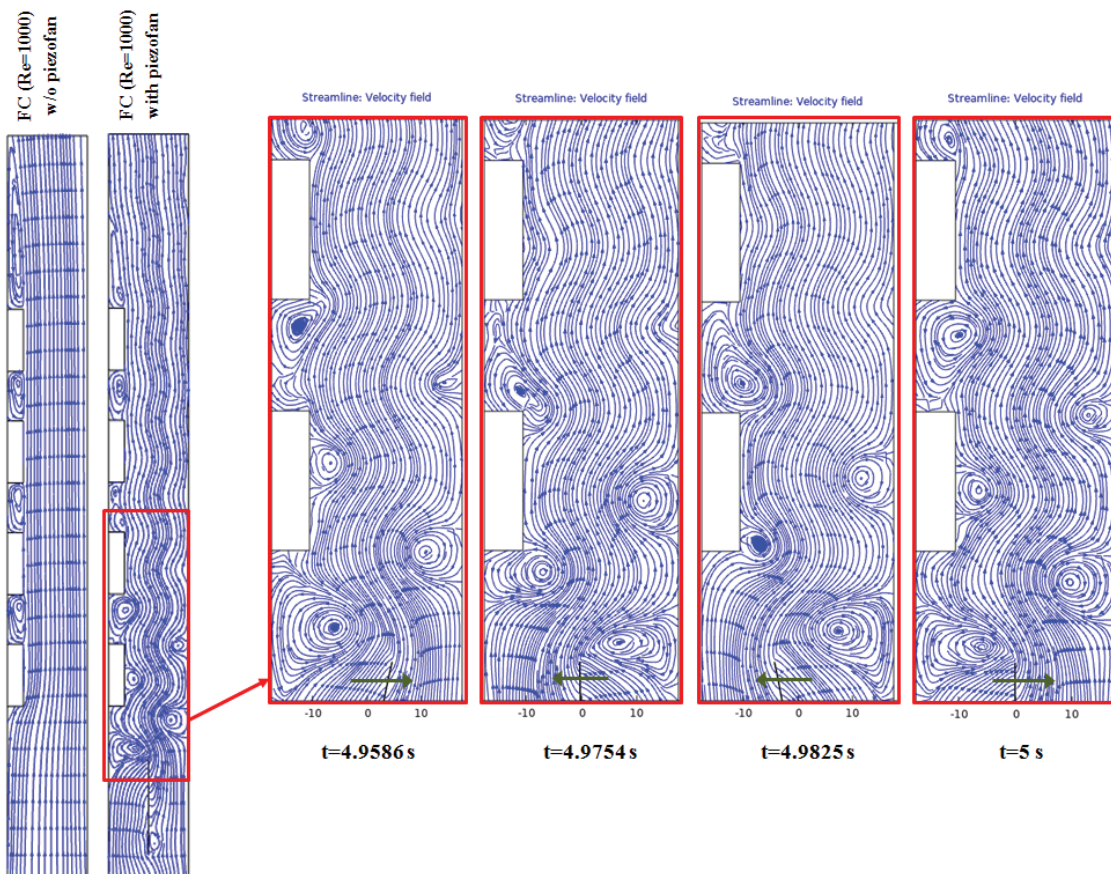 FC (Re=1000)
w/o piezofan
FC (Re=1000)
with piezofan
Streamline: Velocity field
Streamline: Velocity field
Streamline: Velocity field
Streamline: Velocity field
-10 0 10
-10 0 10
-10 0 10
-10 0 10
t=4.9586 s
t=4.9754 s
t=4.9825 s
t=5 s